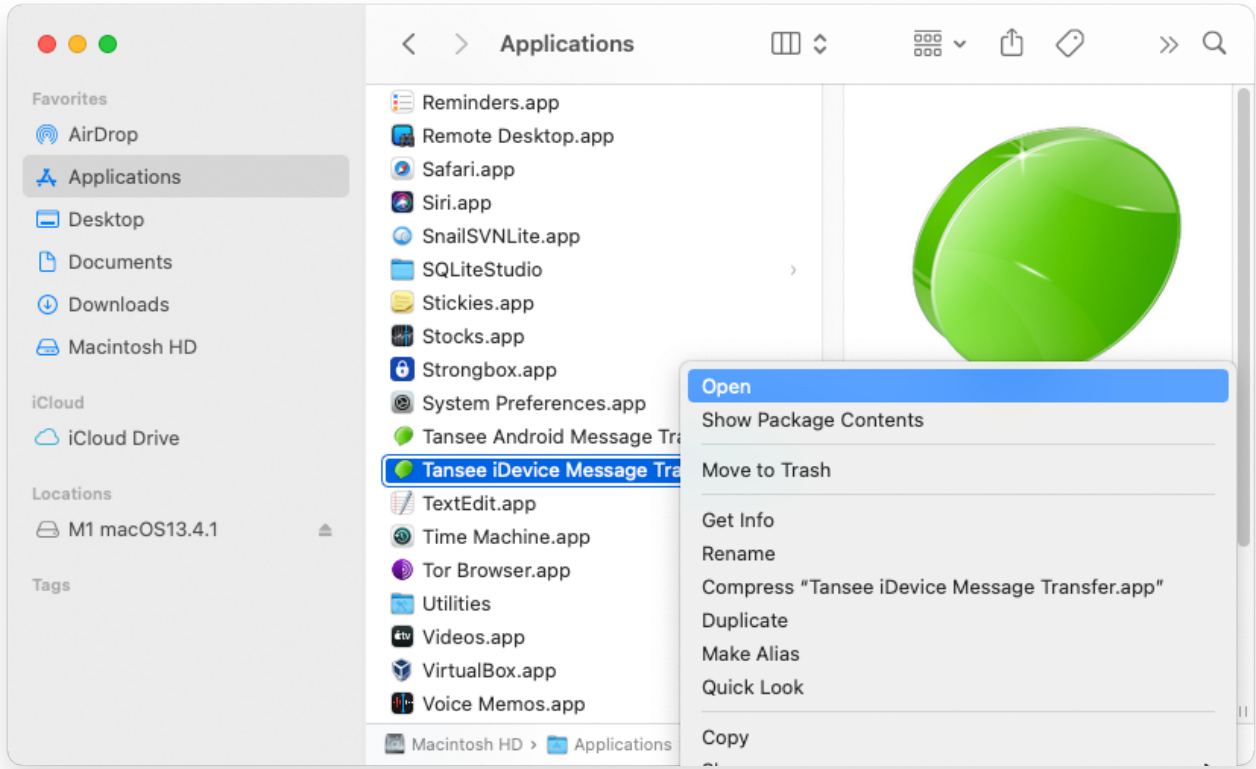 Applications
Favorites
AirDrop
Applications
Desktop
Documents
Downloads
Macintosh HD
iCloud
iCloud Drive
Locations
M1 macOS13.4.1
Tags
Reminders.app
Remote Desktop.app
Safari.app
Siri.app
SnailSVNLite.app
SQLiteStudio
Stickies.app
Stocks.app
Strongbox.app
System Preferences.app
Tansee Android Message Tra
Tansee iDevice Message Tra
TextEdit.app
Time Machine.app
Tor Browser.app
Utilities
Videos.app
VirtualBox.app
Voice Memos.app
Macintosh HD › Applications
Open
Show Package Contents
Move to Trash
Get Info
Rename
Compress “Tansee iDevice Message Transfer.app”
Duplicate
Make Alias
Quick Look
Copy